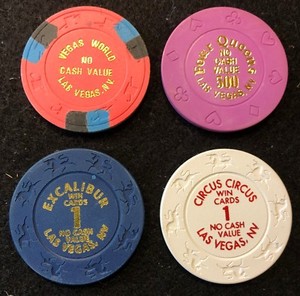 VEGAS WORLD
NO
CASH VALUE
LAS VEGAS, NV.
Four Queens
NO
CASH
VALUE
500
LAS VEGAS, NV
EXCALIBUR
WIN
CARDS
1
NO CASH
VALUE
LAS VEGAS, NV
CIRCUS CIRCUS
WIN
CARDS
1
NO CASH
VALUE
LAS VEGAS, NV